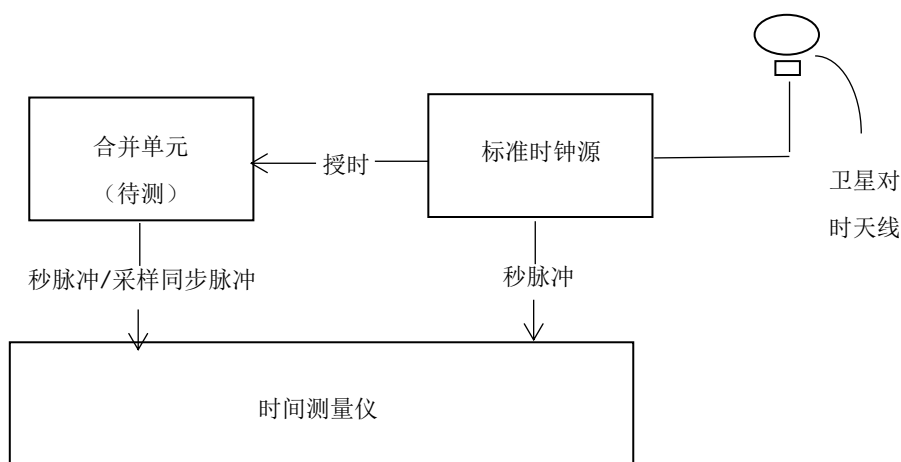 合并单元
（待测）
授时
标准时钟源
卫星对
时天线
秒脉冲/采样同步脉冲
秒脉冲
时间测量仪